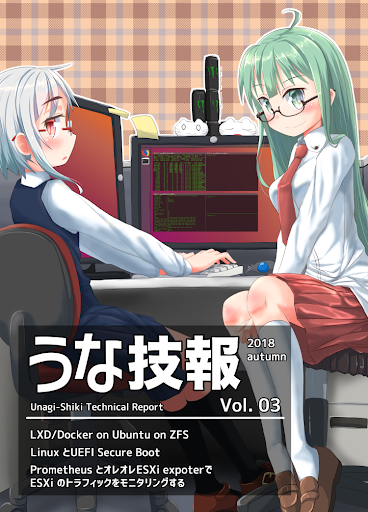 うな技報
2018
autumn
Unagi-Shiki Technical Report
Vol. 03
LXD/Docker on Ubuntu on ZFS
Linux とUEFI Secure Boot
Prometheus とオレオレESXi expoterで
ESXi のトラフィックをモニタリングする